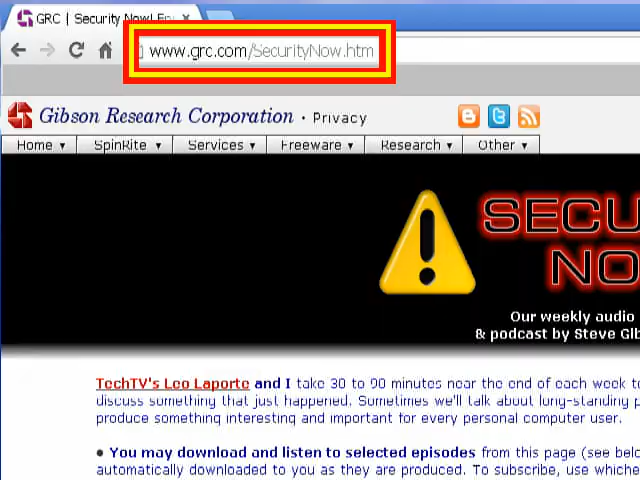 GRC | Security Now!
www.grc.com/SecurityNow.htm
Gibson Research Corporation · Privacy
Home ▾ SpinRite ▾ Services ▾ Freeware ▾ Research ▾ Other ▾
SECU
NO
Our weekly audio
& podcast by Steve Gib
TechTV's Leo Laporte and I take 30 to 90 minutes near the end of each week to
discuss something that just happened. Sometimes we'll talk about long-standing p
produce something interesting and important for every personal computer user.
● You may download and listen to selected episodes from this page (see belo
automatically downloaded to you as they are produced. To subscribe, use whiche